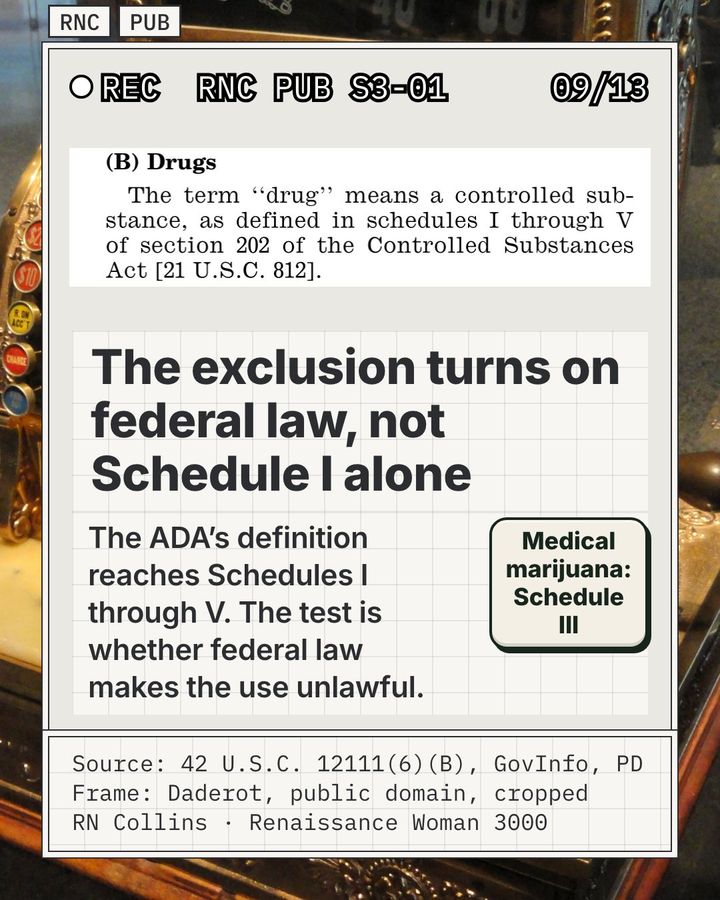 RNC PUB
REC RNC PUB S3-01 09/13
(B) Drugs
The term ‘‘drug’’ means a controlled sub-
stance, as defined in schedules I through V
of section 202 of the Controlled Substances
Act [21 U.S.C. 812].
The exclusion turns on
federal law, not
Schedule I alone
The ADA’s definition
reaches Schedules I
through V. The test is
whether federal law
makes the use unlawful.
Medical
marijuana:
Schedule
III
$10
R. ON
ACC'T
CHANGE
Source: 42 U.S.C. 12111(6)(B), GovInfo, PD
Frame: Daderot, public domain, cropped
RN Collins · Renaissance Woman 3000